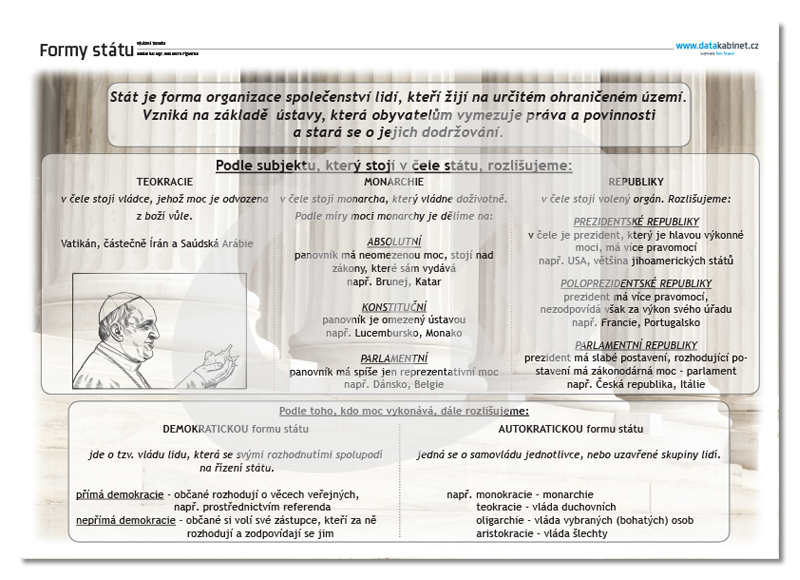 Formy státu
www.datakabinet.cz
Stát je forma organizace společenství lidí, kteří žijí na určitém ohraničeném území.
Vzniká na základě ústavy, která obyvatelům vymezuje práva a povinnosti
a stará se o jejich dodržování.
Podle subjektu, který stojí v čele státu, rozlišujeme:
TEOKRACIE
v čele stojí vládce, jehož moc je odvozena
z boží vůle.
Vatikán, částečně Írán a Saúdská Arábie
MONARCHIE
v čele stojí monarcha, který vládne doživotně.
Podle míry moci monarchy je dělíme na:
ABSOLUTNÍ
panovník má neomezenou moc, stojí nad
zákony, které sám vydává
např. Brunej, Katar
KONSTITUČNÍ
panovník je omezený ústavou
např. Lucembursko, Monako
PARLAMENTNÍ
panovník má spíše jen reprezentativní moc
např. Dánsko, Belgie
REPUBLIKY
v čele stojí volený orgán. Rozlišujeme:
PREZIDENTSKÉ REPUBLIKY
v čele je prezident, který je hlavou výkonné
moci, má více pravomocí
např. USA, většina jihoamerických států
POLOPREZIDENTSKÉ REPUBLIKY
prezident má více pravomocí,
nezodpovídá však za výkon svého úřadu
např. Francie, Portugalsko
PARLAMENTNÍ REPUBLIKY
prezident má slabé postavení, rozhodující po-
stavení má zákonodárná moc - parlament
např. Česká republika, Itálie
Podle toho, kdo moc vykonává, dále rozlišujeme:
DEMOKRATICKOU formu státu
jde o tzv. vládu lidu, která se svými rozhodnutími spolupodí
na řízení státu.
přímá demokracie - občané rozhodují o věcech veřejných,
např. prostřednictvím referenda
nepřímá demokracie - občané si volí své zástupce, kteří za ně
rozhodují a zodpovídají se jim
AUTOKRATICKOU formu státu
jedná se o samovládu jednotlivce, nebo uzavřené skupiny lidí.
např. monokracie - monarchie
teokracie - vláda duchovních
oligarchie - vláda vybraných (bohatých) osob
aristokracie - vláda šlechty